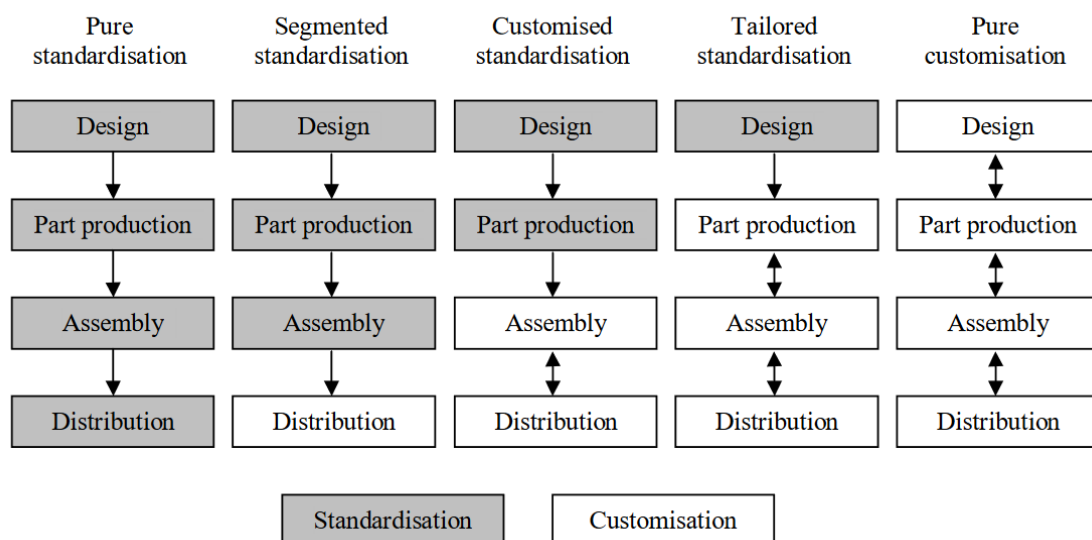 Pure
standardisation
Segmented
standardisation
Customised
standardisation
Tailored
standardisation
Pure
customisation
Design
Design
Design
Design
Design
Part production
Part production
Part production
Part production
Part production
Assembly
Assembly
Assembly
Assembly
Assembly
Distribution
Distribution
Distribution
Distribution
Distribution
Standardisation
Customisation